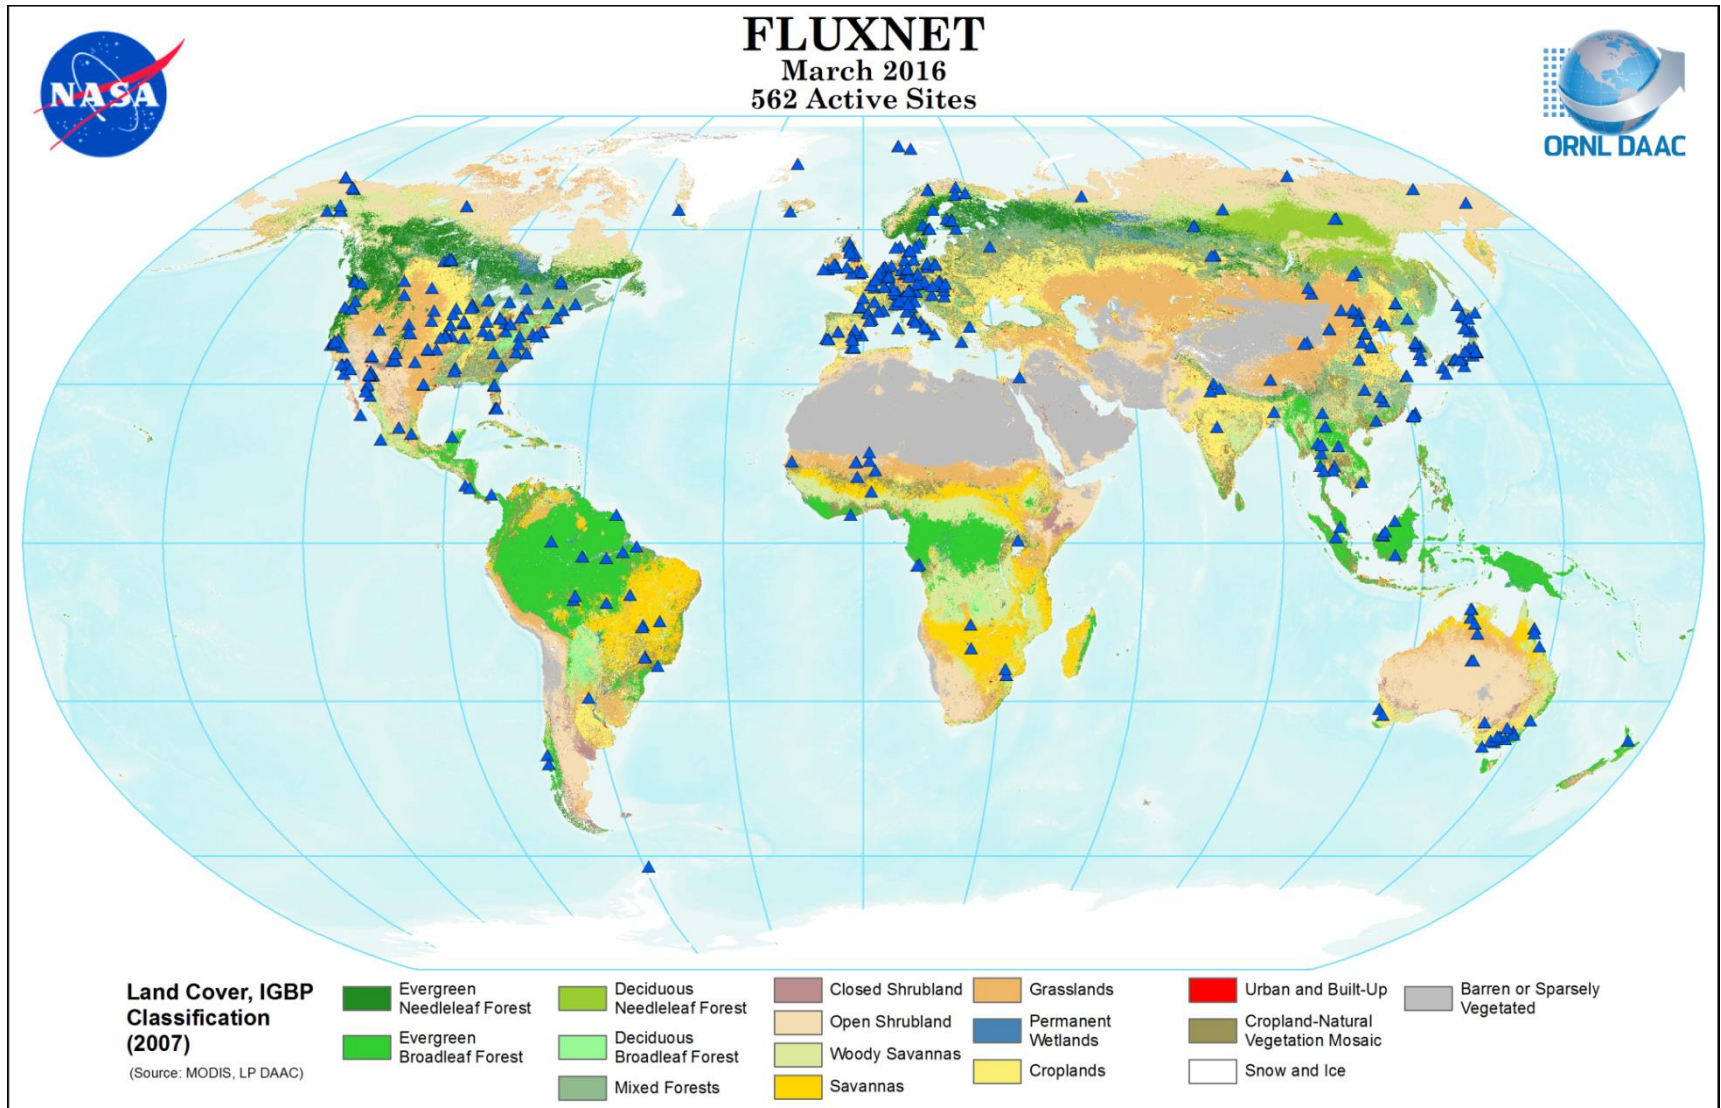 FLUXNET
March 2016
562 Active Sites
NASA
ORNL DAAC
Land Cover, IGBP
Classification
(2007)
(Source: MODIS, LP DAAC)
Evergreen
Needleleaf Forest
Evergreen
Broadleaf Forest
Deciduous
Needleleaf Forest
Deciduous
Broadleaf Forest
Mixed Forests
Closed Shrubland
Open Shrubland
Woody Savannas
Savannas
Grasslands
Permanent
Wetlands
Croplands
Urban and Built-Up
Cropland-Natural
Vegetation Mosaic
Snow and Ice
Barren or Sparsely
Vegetated